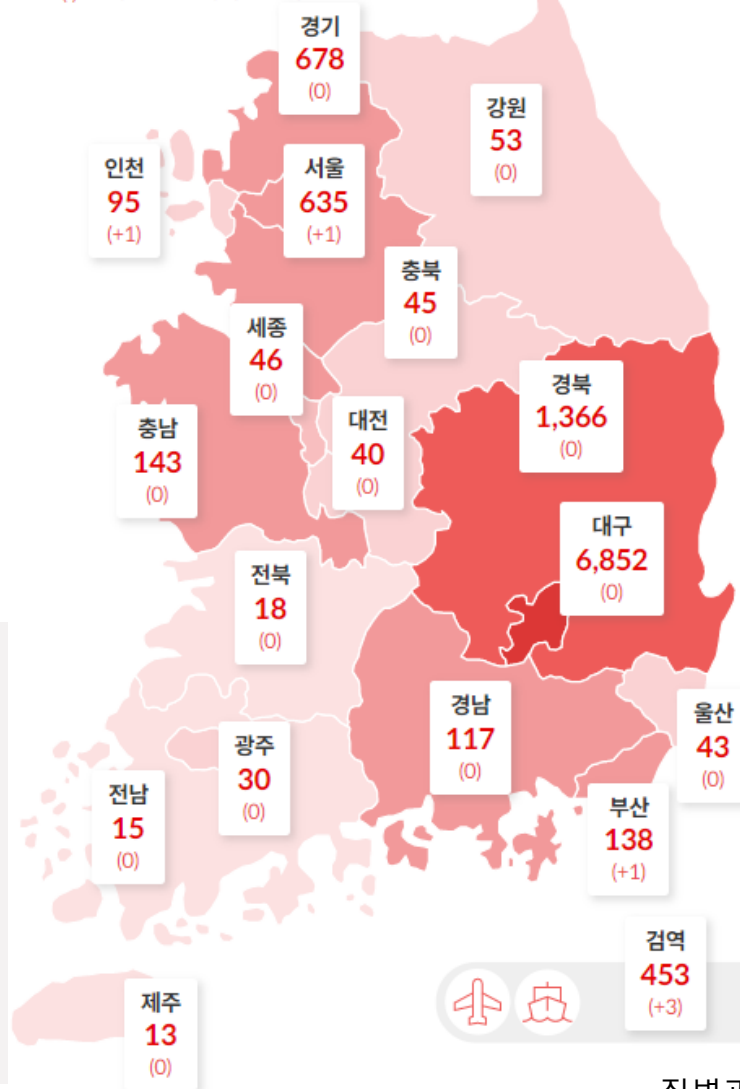 경기
678
(0)
강원
53
(0)
인천
95
(+1)
서울
635
(+1)
충북
45
(0)
세종
46
(0)
경북
1,366
(0)
대전
40
(0)
충남
143
(0)
대구
6,852
(0)
전북
18
(0)
경남
117
(0)
울산
43
(0)
광주
30
(0)
전남
15
(0)
부산
138
(+1)
검역
453
(+3)
제주
13
(0)